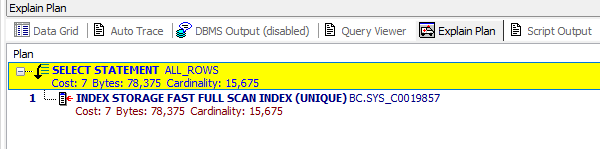 Explain Plan
Data Grid Auto Trace DBMS Output (disabled) Query Viewer Explain Plan Script Output
Plan
SELECT STATEMENT ALL_ROWS
Cost: 7 Bytes: 78,375 Cardinality: 15,675
1 INDEX STORAGE FAST FULL SCAN INDEX (UNIQUE) BC.SYS_C0019857
Cost: 7 Bytes: 78,375 Cardinality: 15,675